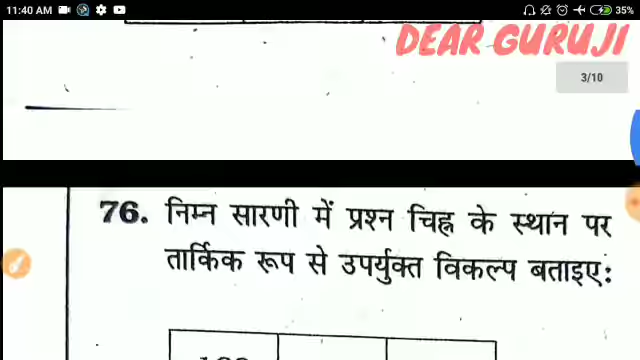 11:40 AM
35%
DEAR GURUJI
3/10
76. निम्न सारणी में प्रश्न चिह्न के स्थान पर
तार्किक रूप से उपर्युक्त विकल्प बताइए: